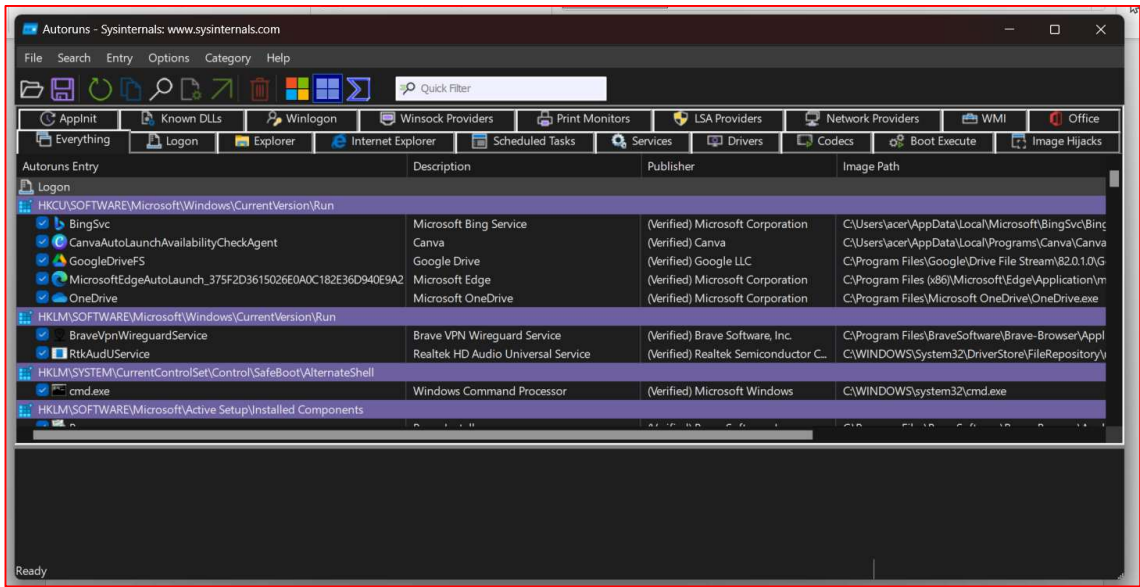 Autoruns - Sysinternals: www.sysinternals.com
File Search Entry Options Category Help
Quick Filter
AppInit Known DLLs Winlogon Winsock Providers Print Monitors LSA Providers Network Providers WMI Office
Everything Logon Explorer Internet Explorer Scheduled Tasks Services Drivers Codecs Boot Execute Image Hijacks
Autoruns Entry Description Publisher Image Path
Logon
HKCU\SOFTWARE\Microsoft\Windows\CurrentVersion\Run
BingSvc Microsoft Bing Service (Verified) Microsoft Corporation C:\Users\acer\AppData\Local\Microsoft\BingSvc\Bing
CanvaAutoLaunchAvailabilityCheckAgent Canva (Verified) Canva C:\Users\acer\AppData\Local\Programs\Canva\Canva
GoogleDriveFS Google Drive (Verified) Google LLC C:\Program Files\Google\Drive File Stream\82.0.1.0\G
MicrosoftEdgeAutoLaunch_375F2D3615026E0A0C182E36D940E9A2 Microsoft Edge (Verified) Microsoft Corporation C:\Program Files (x86)\Microsoft\Edge\Application\m
OneDrive Microsoft OneDrive (Verified) Microsoft Corporation C:\Program Files\Microsoft OneDrive\OneDrive.exe
HKLM\SOFTWARE\Microsoft\Windows\CurrentVersion\Run
BraveVpnWireguardService Brave VPN Wireguard Service (Verified) Brave Software, Inc. C:\Program Files\BraveSoftware\Brave-Browser\Appl
RtkAudUService Realtek HD Audio Universal Service (Verified) Realtek Semiconductor C... C:\WINDOWS\System32\DriverStore\FileRepository\
HKLM\SYSTEM\CurrentControlSet\Control\SafeBoot\AlternateShell
cmd.exe Windows Command Processor (Verified) Microsoft Windows C:\WINDOWS\system32\cmd.exe
HKLM\SOFTWARE\Microsoft\Active Setup\Installed Components
Ready